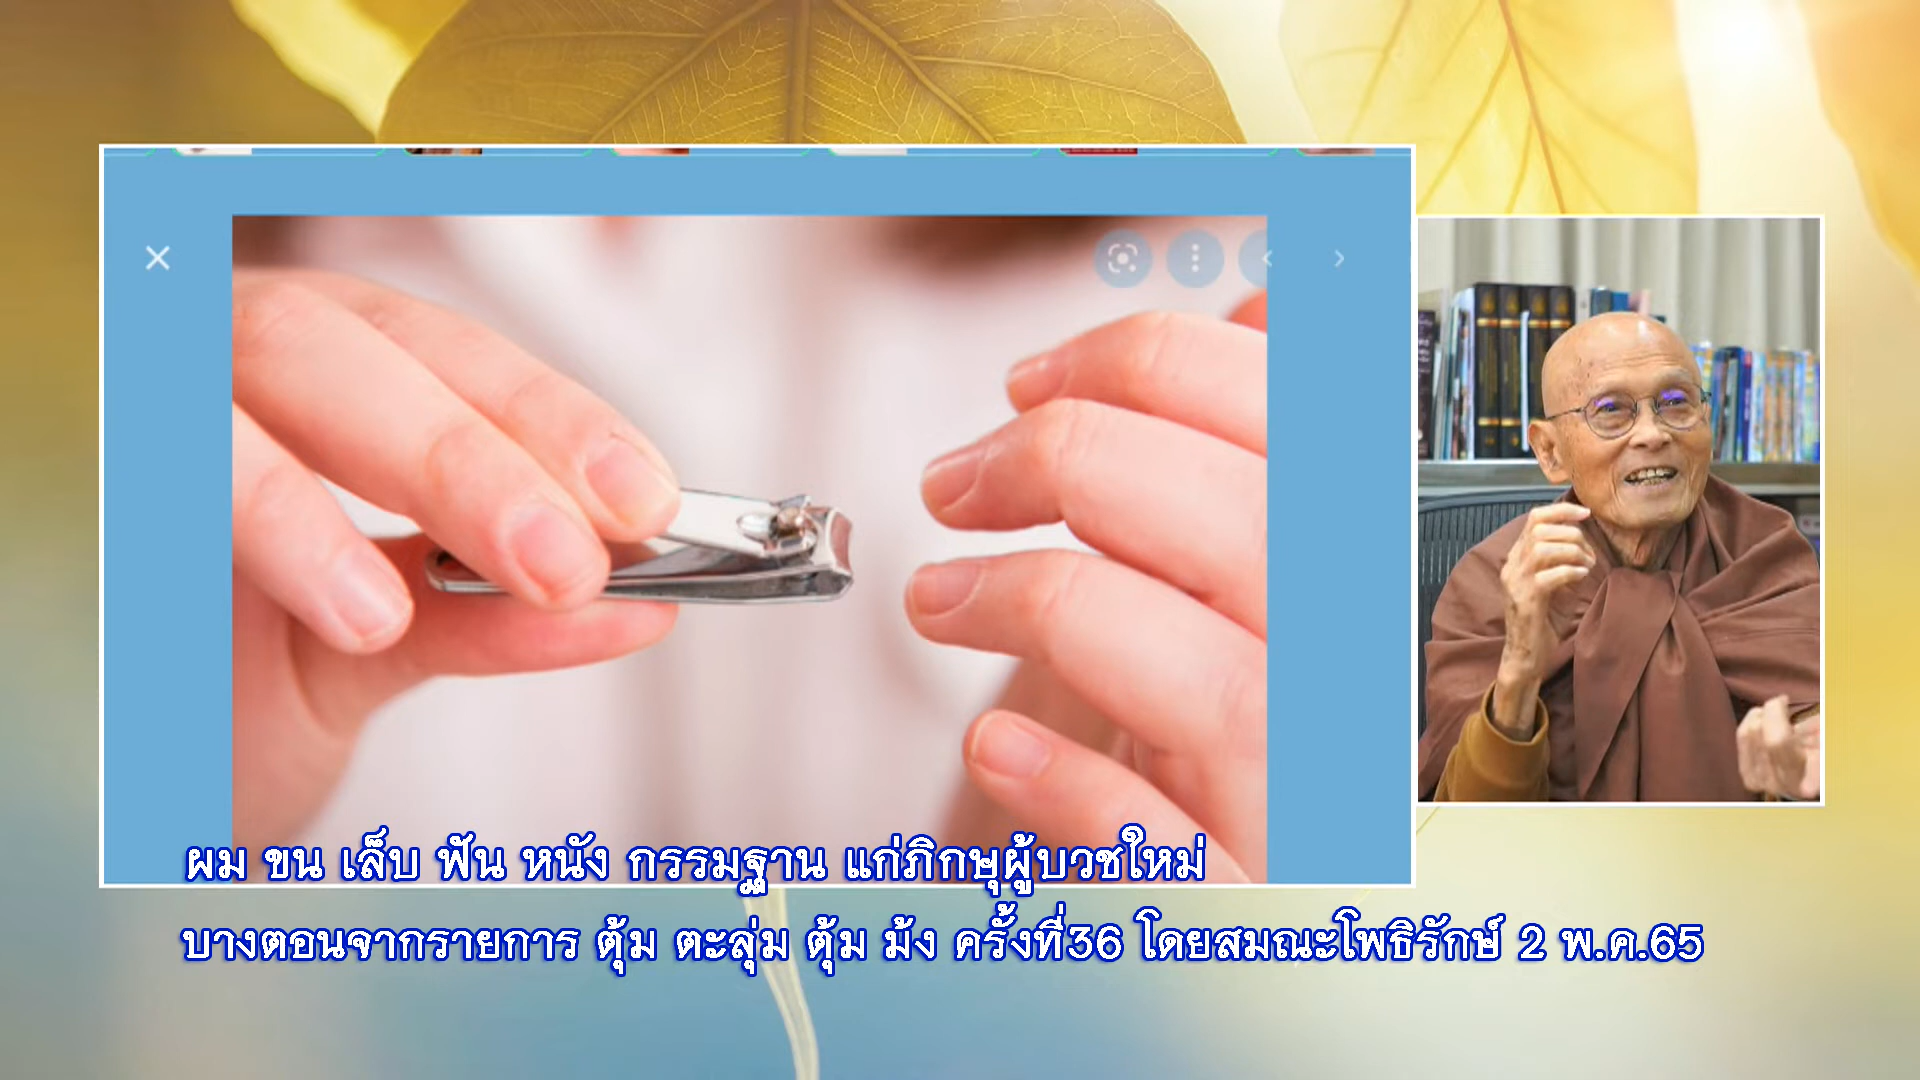 ผม ขน เล็บ ฟัน หนัง กรรมฐาน แก่ภิกษุผู้บวชใหม่
บางตอนจากรายการ ตุ้ม ตะลุ่ม ตุ้ม ม้ง ครั้งที่36 โดยสมณะโพธิรักษ์ 2 พ.ค.65